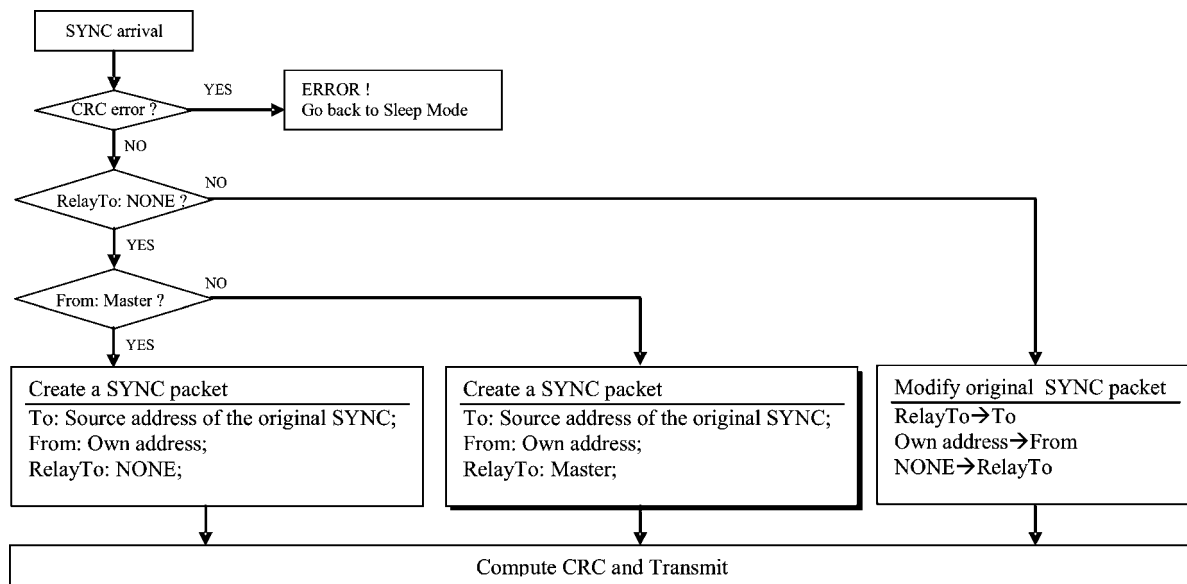 SYNC arrival
YES
ERROR !
Go back to Sleep Mode
CRC error ?
NO
NO
RelayTo: NONE ?
YES
NO
From: Master ?
YES
Create a SYNC packet
To: Source address of the original SYNC;
From: Own address;
RelayTo: NONE;
Create a SYNC packet
To: Source address of the original SYNC;
From: Own address;
RelayTo: Master;
Modify original SYNC packet
RelayTo→To
Own address→From
NONE→RelayTo
Compute CRC and Transmit